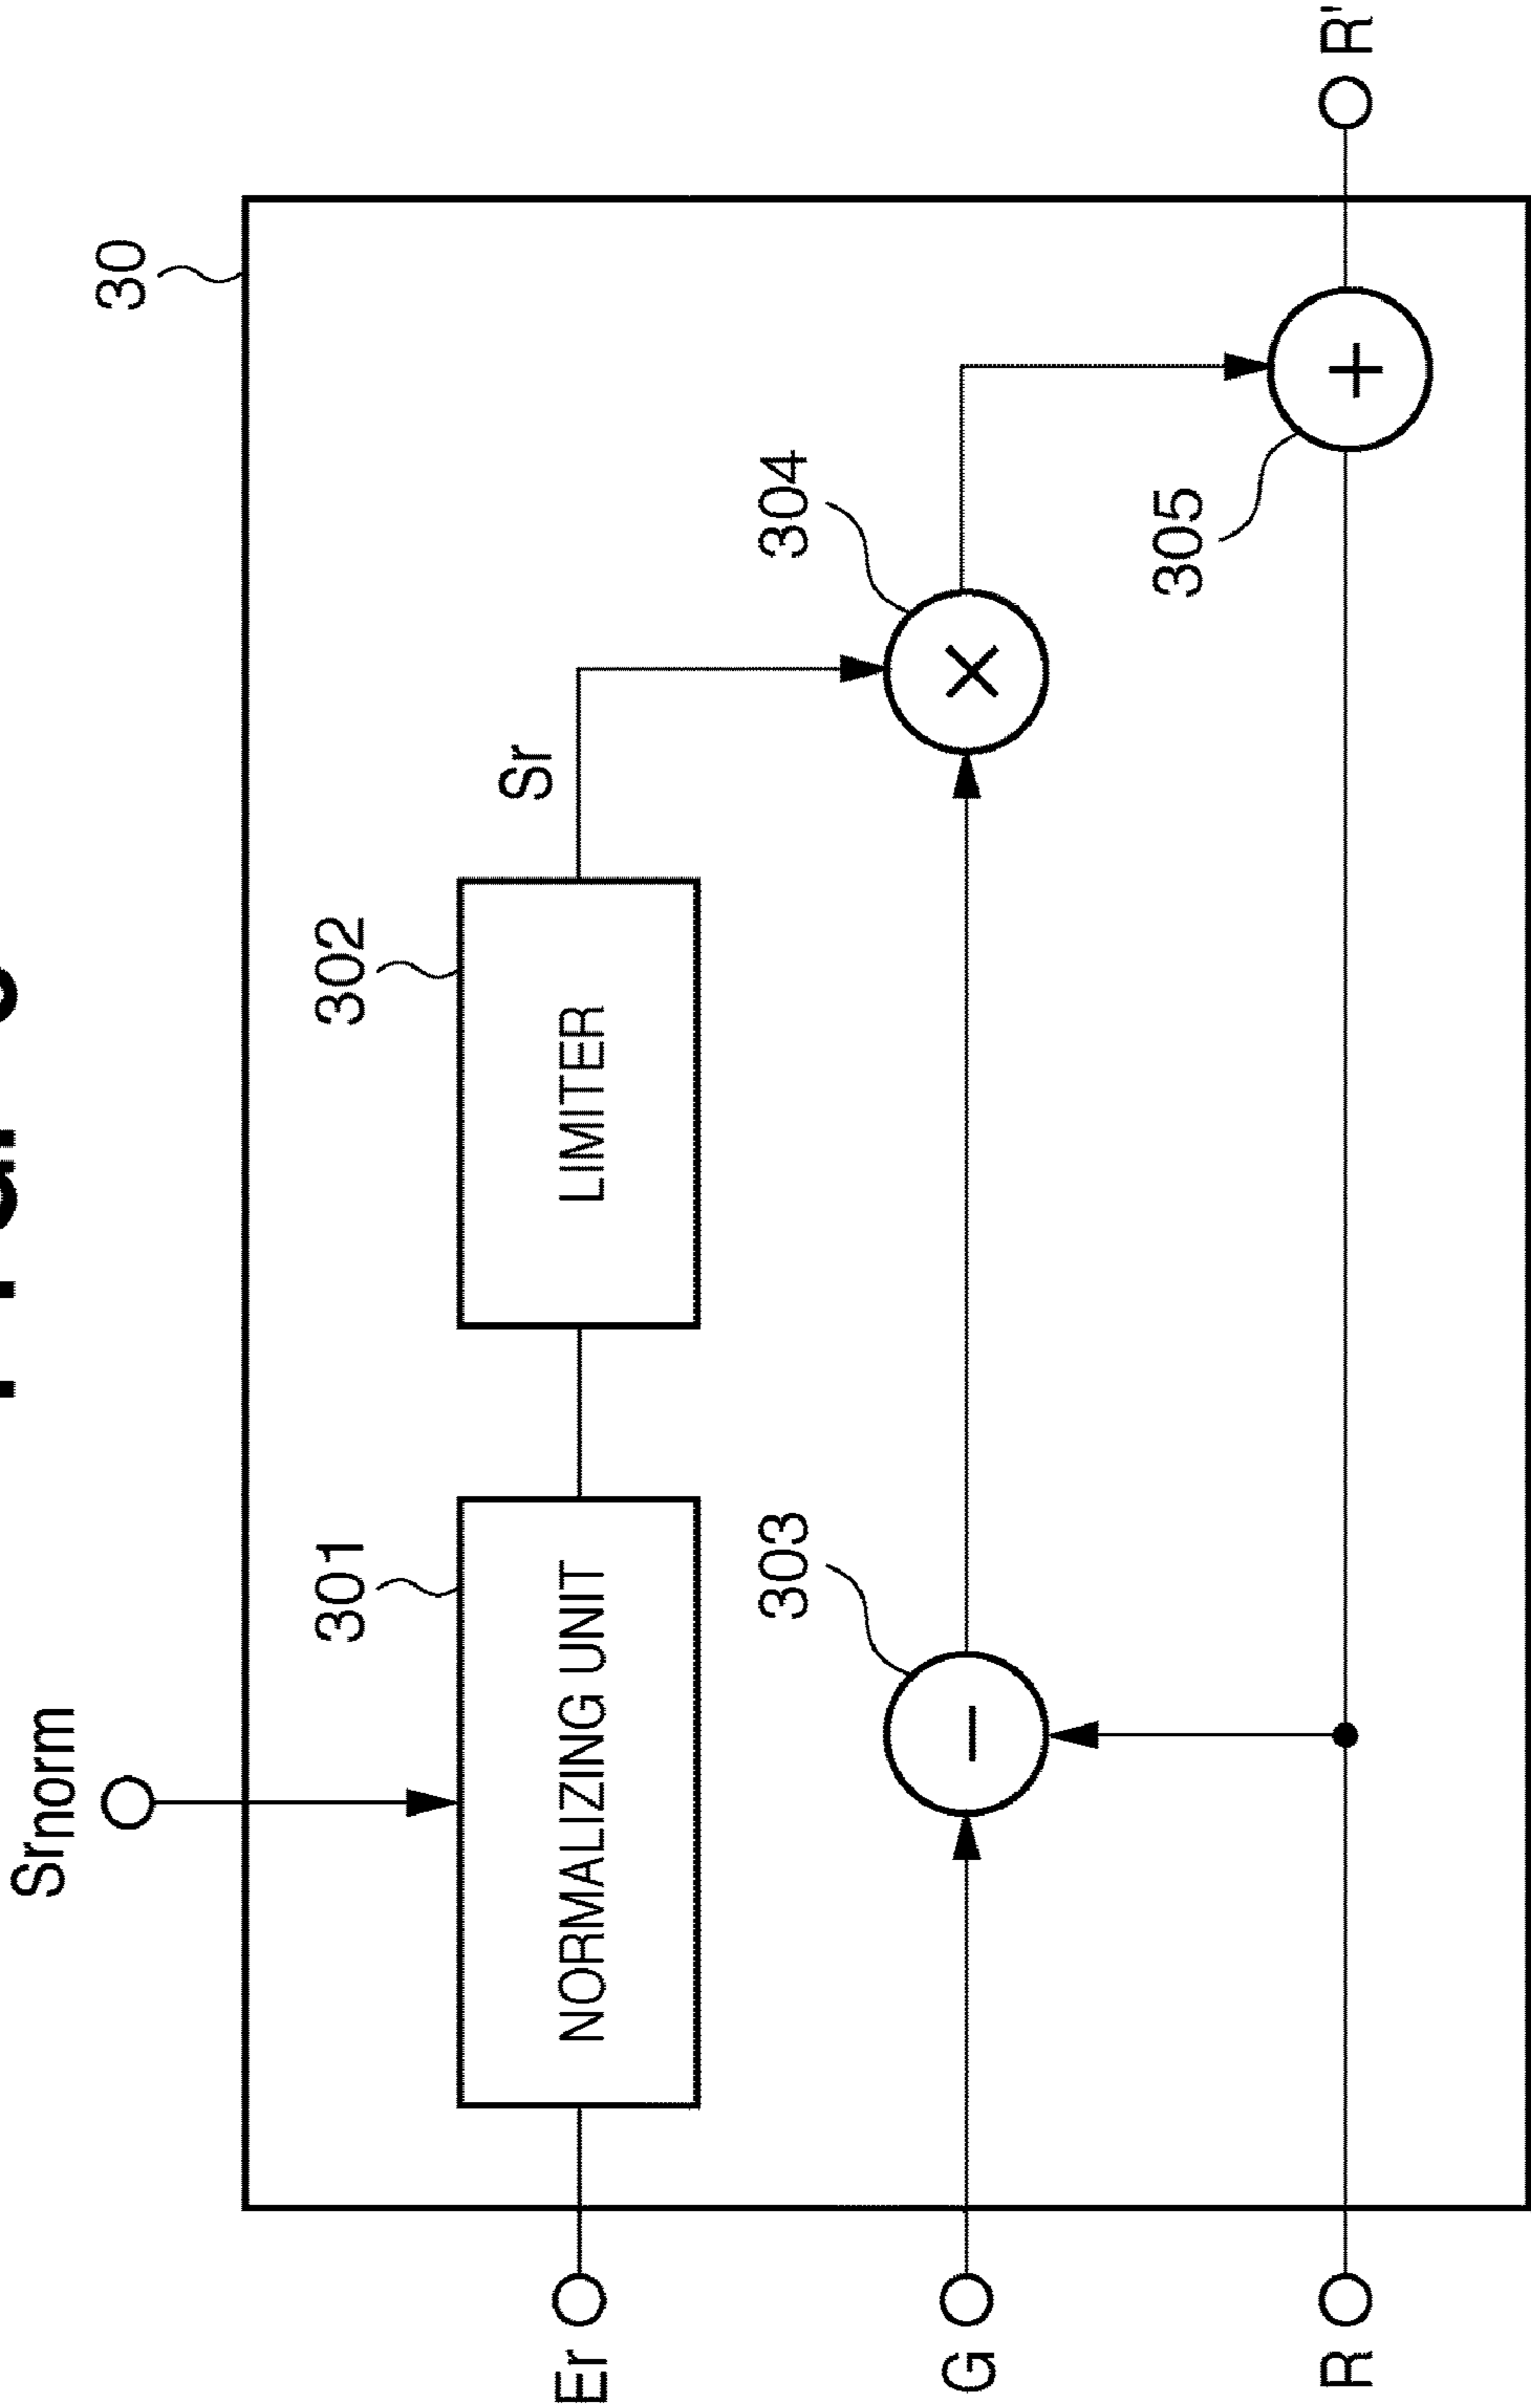 Srnorm
30
301
302
Er
NORMALIZING UNIT
LIMITER
Sr
303
304
G
−
×
305
R
+
R'